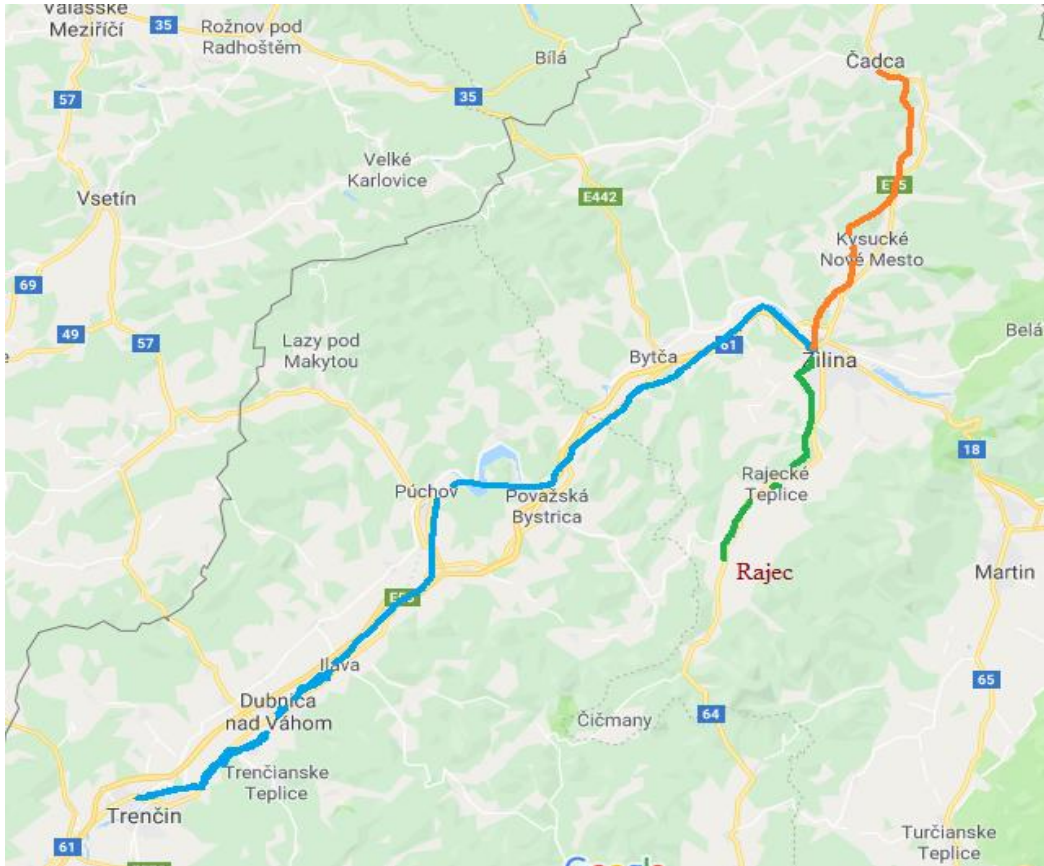 Valašské
Meziříčí
35
Rožnov pod
Radhoštěm
Bílá
Čadca
57
35
Velké
Karlovice
E442
E75
Vsetín
Kysucké
Nové Mesto
69
49
57
Lazy pod
Makytou
Bytča
61
Žilina
Belá
18
Rajecké
Teplice
Púchov
Považská
Bystrica
Rajec
Martin
Ilava
65
Dubnica
nad Váhom
64
Čičmany
Trenčianske
Teplice
Trenčín
61
Turčianske
Teplice
Google